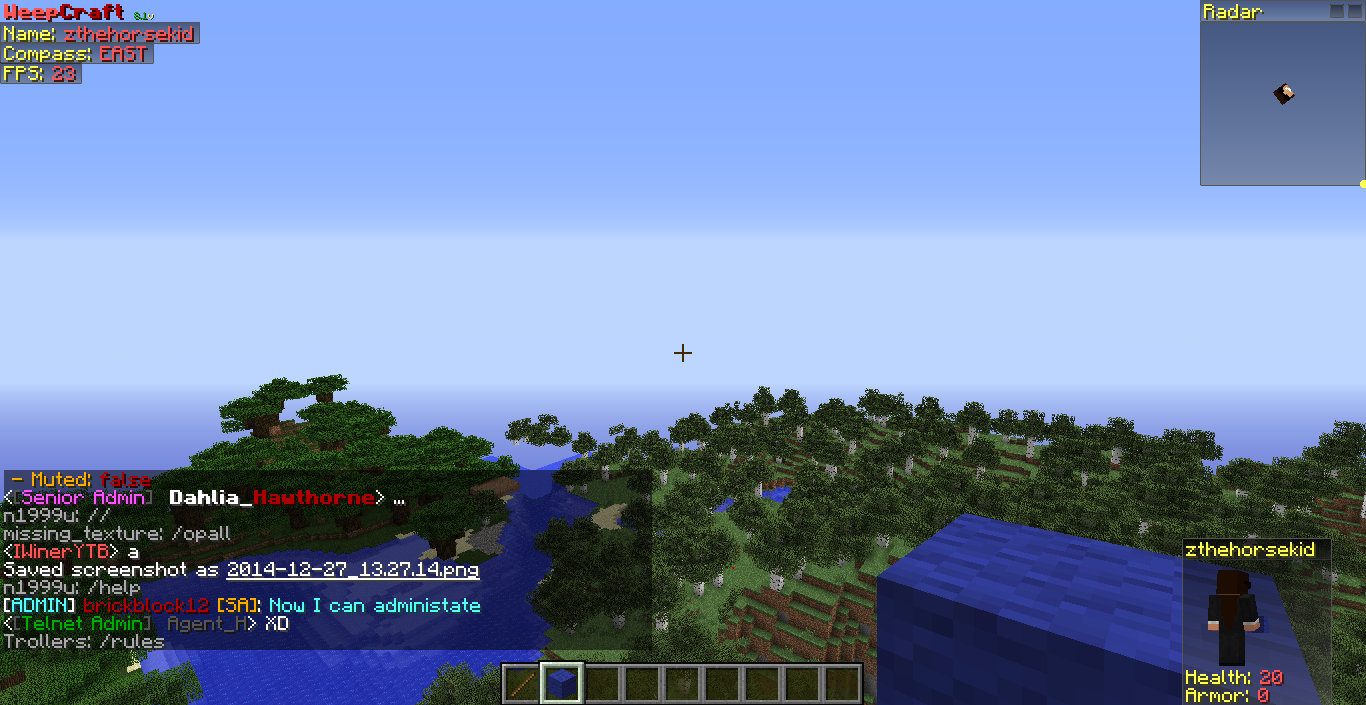 WeepCraft 8.1v
Name: zthehorsekid
Compass: EAST
FPS: 23
Radar
- Muted: false
<[Senior Admin] Dahlia_Hawthorne> ...
n1999u: //
missing_texture: /opall
<IWinerYTB> a
Saved screenshot as 2014-12-27_13.27.14.png
n1999u: /help
[ADMIN] brickblock12 [SA]: Now I can administate
<[Telnet Admin] Agent_H> XD
Trollers: /rules
zthehorsekid
Health: 20
Armor: 0